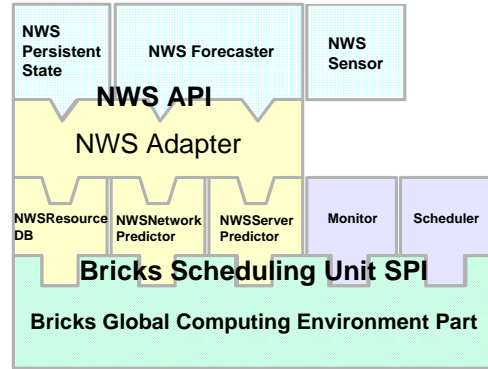 NWS
Persistent
State
NWS Forecaster
NWS
Sensor
NWS API
NWS Adapter
NWSResource
DB
NWSNetwork
Predictor
NWSServer
Predictor
Monitor
Scheduler
Bricks Scheduling Unit SPI
Bricks Global Computing Environment Part